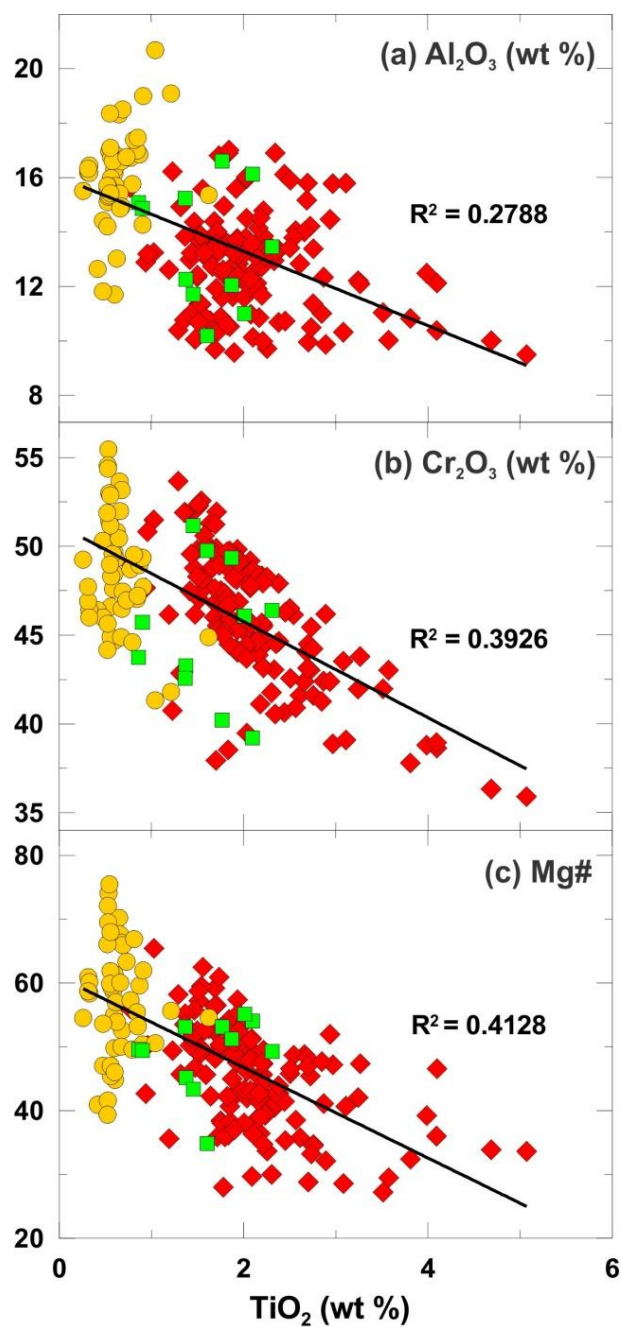 (a) Al₂O₃ (wt %)
20
16
R² = 0.2788
12
8
(b) Cr₂O₃ (wt %)
55
50
45
R² = 0.3926
40
35
(c) Mg#
80
60
R² = 0.4128
40
20
0 2 4 6
TiO₂ (wt %)